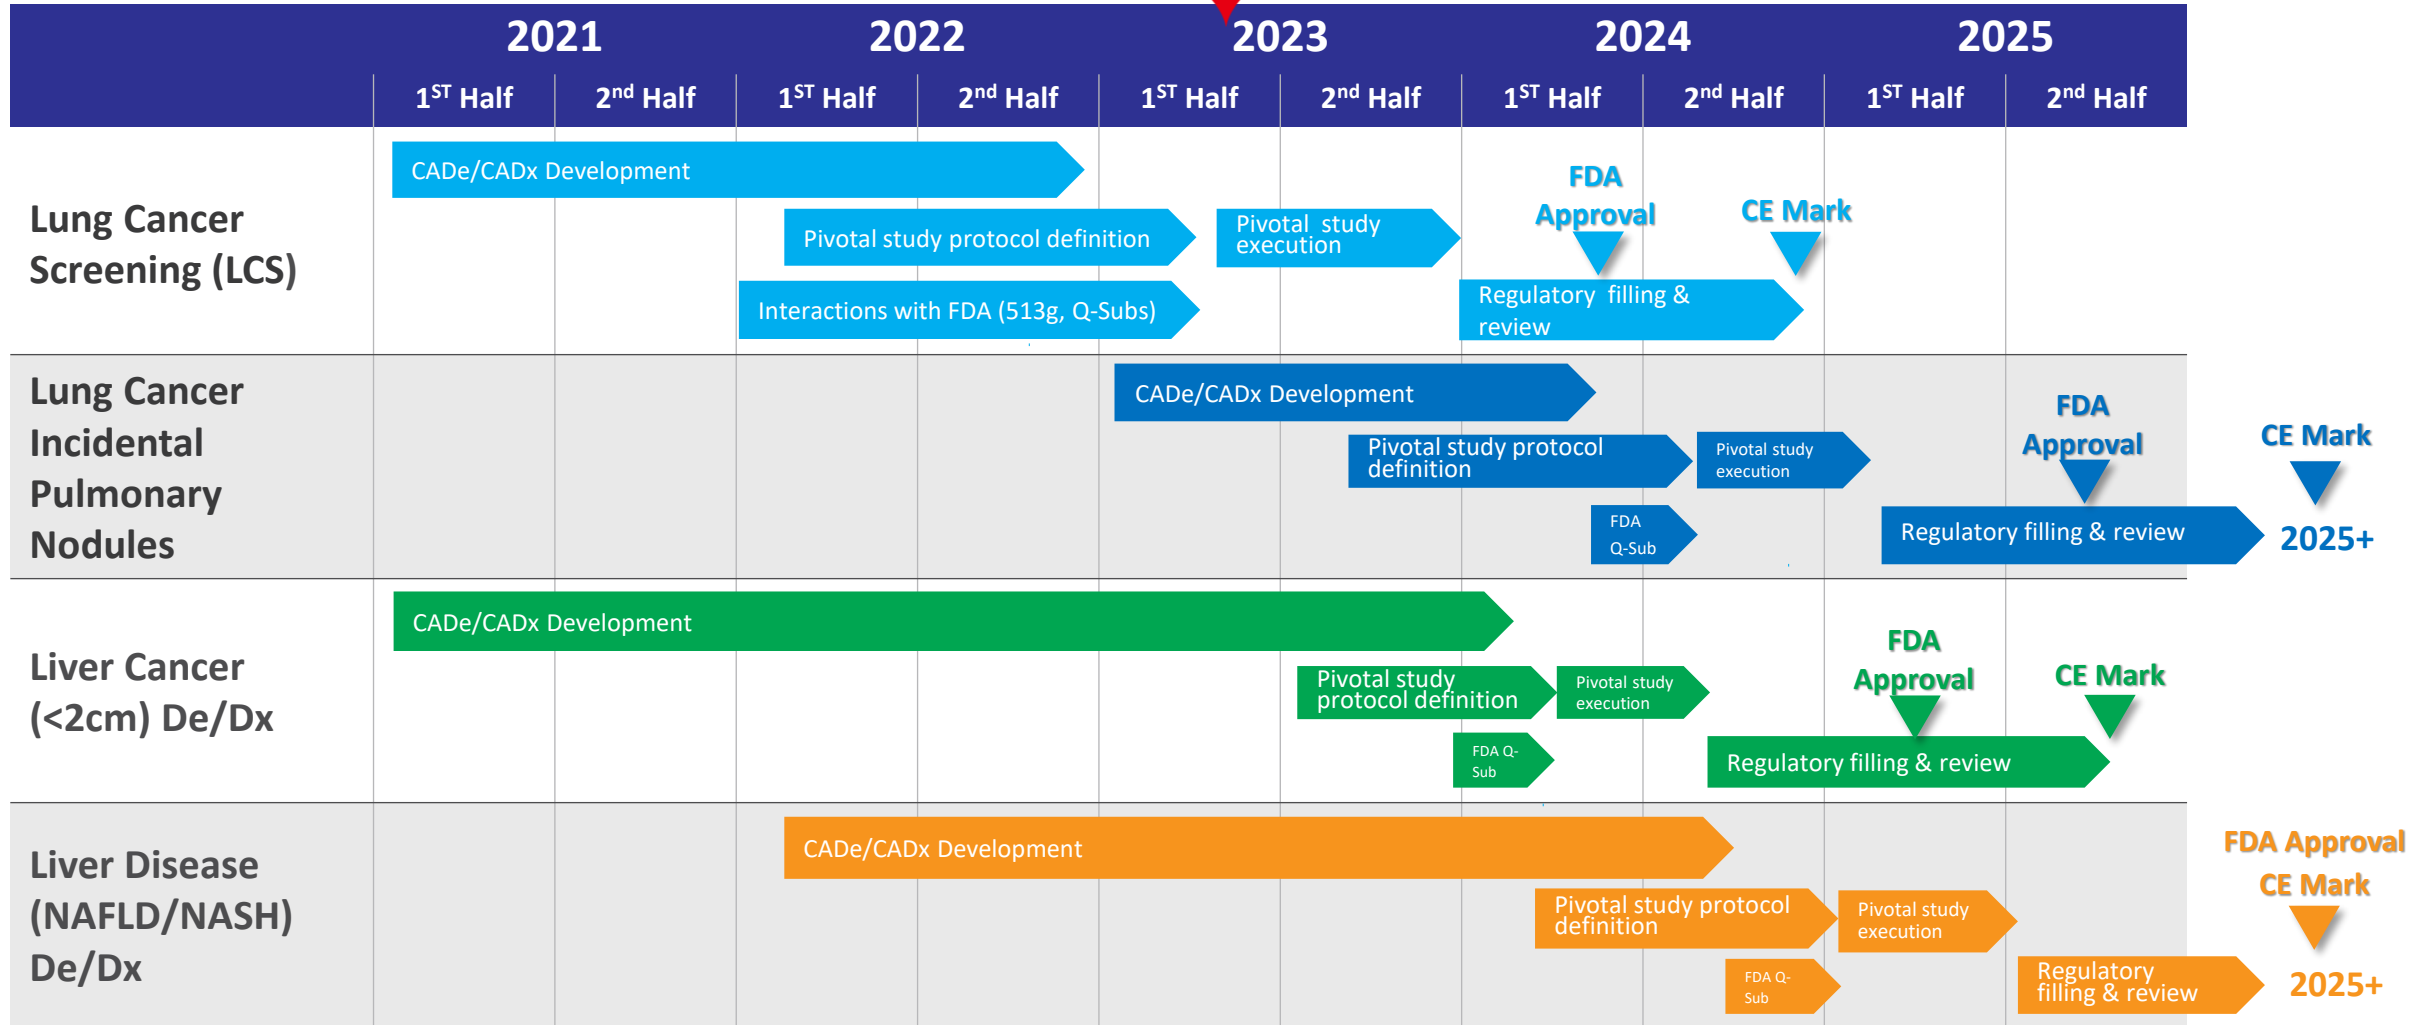 2021 2022 2023 2024 2025
1ST Half 2nd Half 1ST Half 2nd Half 1ST Half 2nd Half 1ST Half 2nd Half 1ST Half 2nd Half
Lung Cancer
Screening (LCS)
CADe/CADx Development
Pivotal study protocol definition
Pivotal study
execution
Interactions with FDA (513g, Q-Subs)
FDA
Approval
CE Mark
Regulatory filling &
review
Lung Cancer
Incidental
Pulmonary
Nodules
CADe/CADx Development
Pivotal study protocol
definition
Pivotal study
execution
FDA
Q-Sub
FDA
Approval
CE Mark
Regulatory filling & review
2025+
Liver Cancer
(<2cm) De/Dx
CADe/CADx Development
Pivotal study
protocol definition
Pivotal study
execution
FDA Q-
Sub
FDA
Approval
CE Mark
Regulatory filling & review
Liver Disease
(NAFLD/NASH)
De/Dx
CADe/CADx Development
Pivotal study protocol
definition
Pivotal study
execution
FDA Q-
Sub
FDA Approval
CE Mark
Regulatory
filling & review
2025+